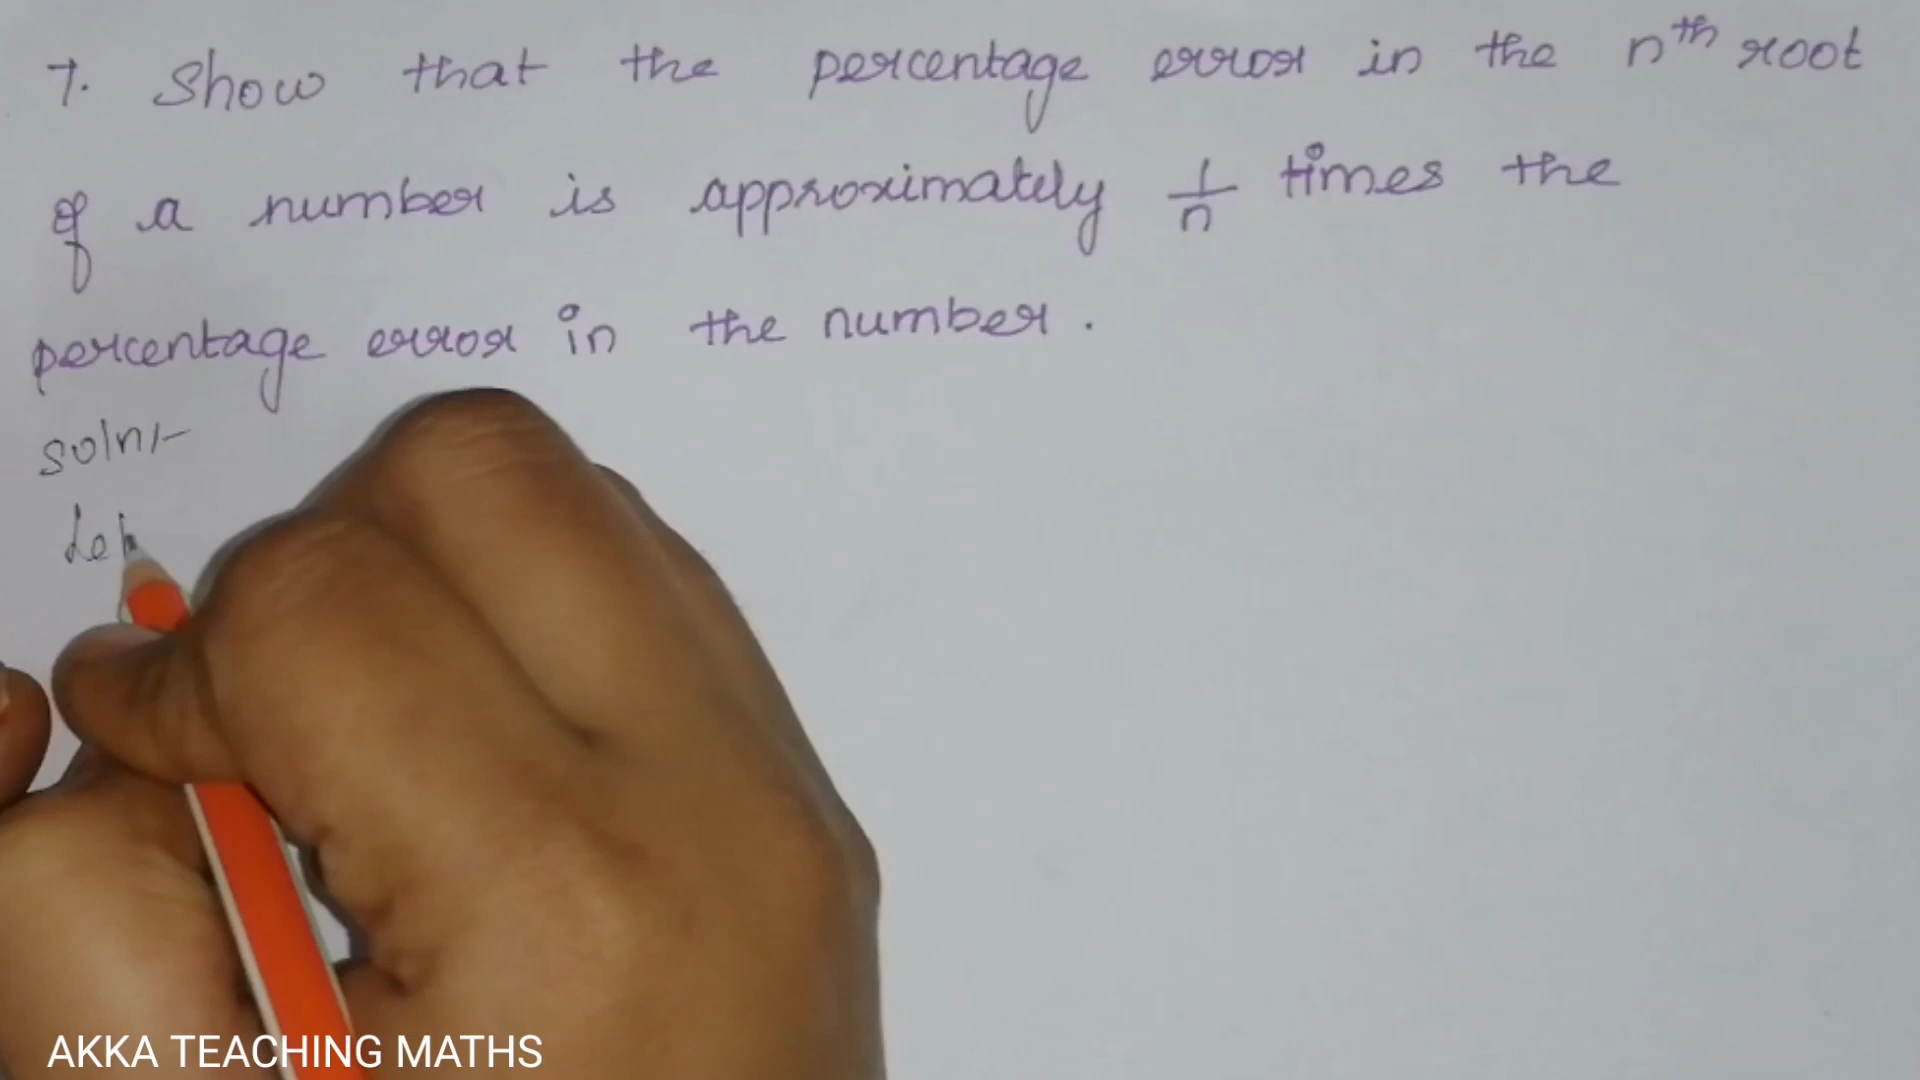 7. Show that the percentage error in the nth root
of a number is approximately 1/n times the
percentage error in the number.
Soln:-
Let
AKKA TEACHING MATHS